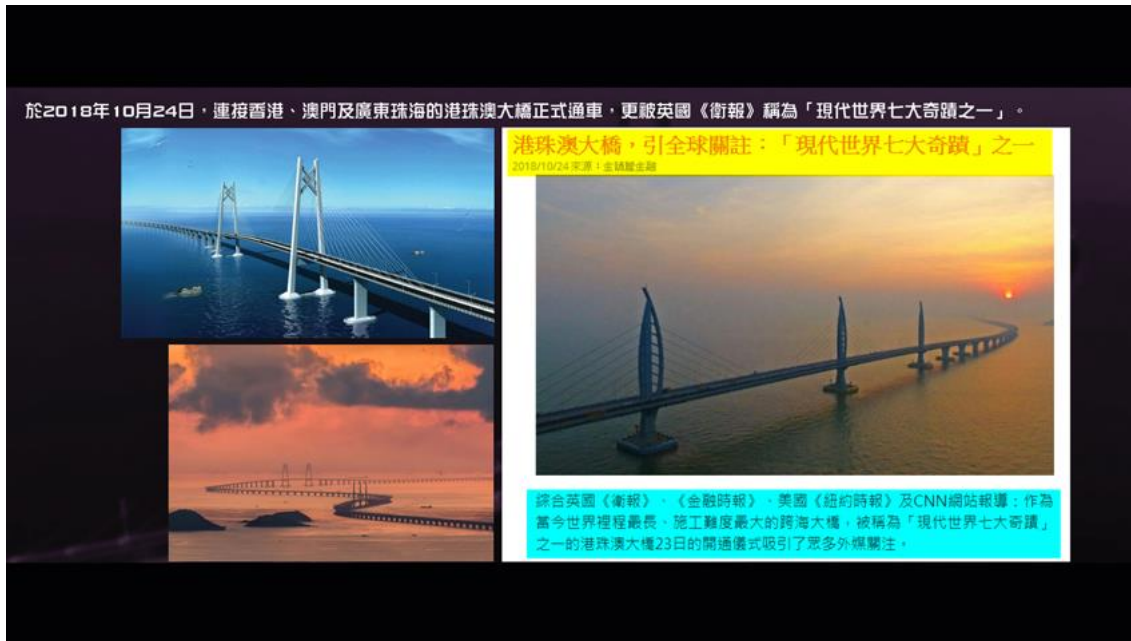 於2018年10月24日，連接香港、澳門及廣東珠海的港珠澳大橋正式通車，更被英國《衛報》稱為「現代世界七大奇蹟之一」。
港珠澳大橋，引全球關註：「現代世界七大奇蹟」之一
2018/10/24 來源：金錢豐金融
綜合英國《衛報》、《金融時報》、美國《紐約時報》及CNN網站報導：作為
當今世界裡程最長、施工難度最大的跨海大橋，被稱為「現代世界七大奇蹟」
之一的港珠澳大橋23日的開通儀式吸引了眾多外媒關注。